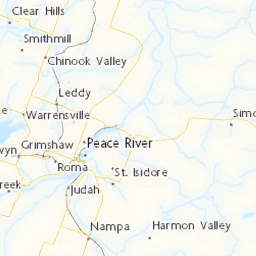 Clear Hills
Smithmill
Chinook Valley
Leddy
Warrensville
Grimshaw
Peace River
Roma
St. Isidore
Judah
Nampa
Harmon Valley